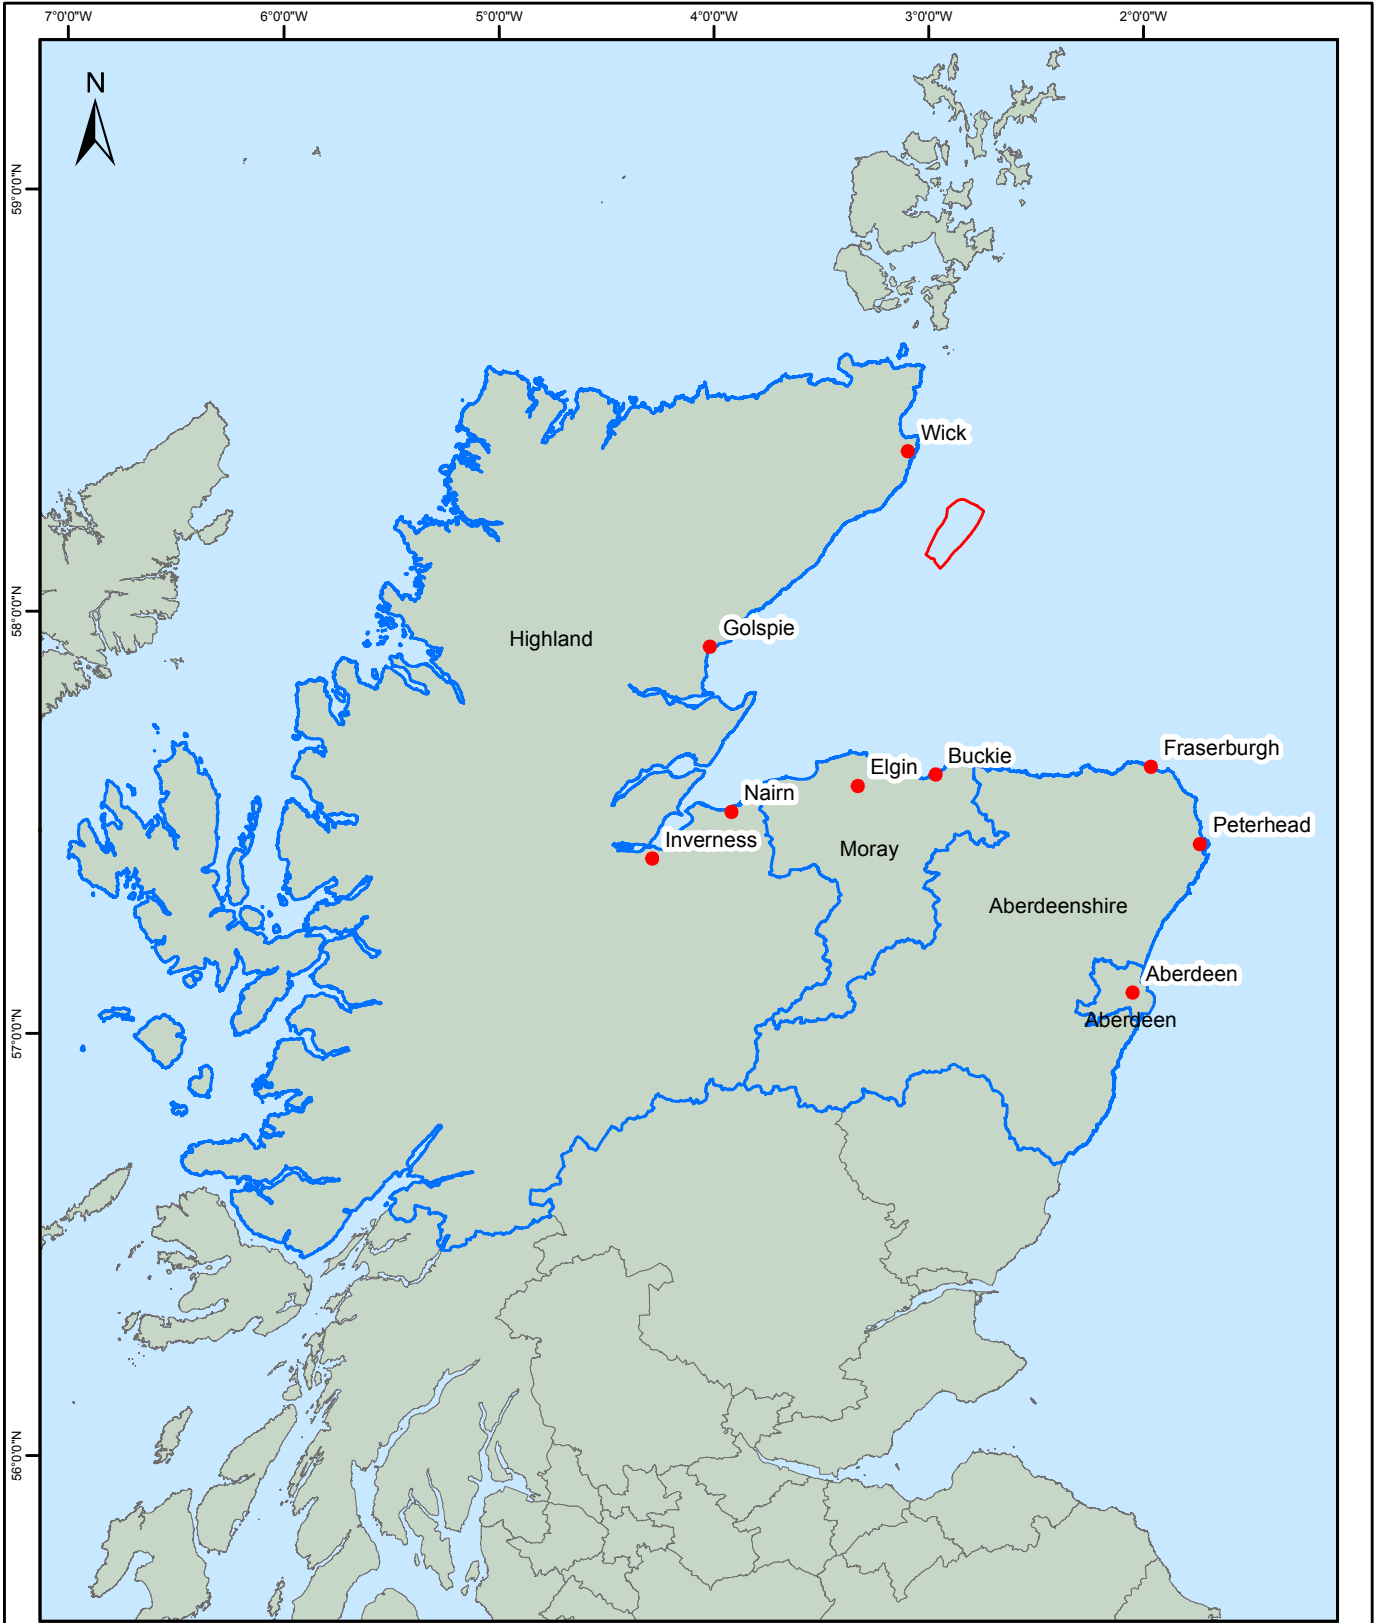 7°0'0"W 6°0'0"W 5°0'0"W 4°0'0"W 3°0'0"W 2°0'0"W
N
59°0'0"N
Wick
58°0'0"N
Golspie
Highland
Fraserburgh
Buckie
Elgin
Nairn
Peterhead
Inverness
Moray
Aberdeenshire
Aberdeen
Aberdeen
57°0'0"N
56°0'0"N